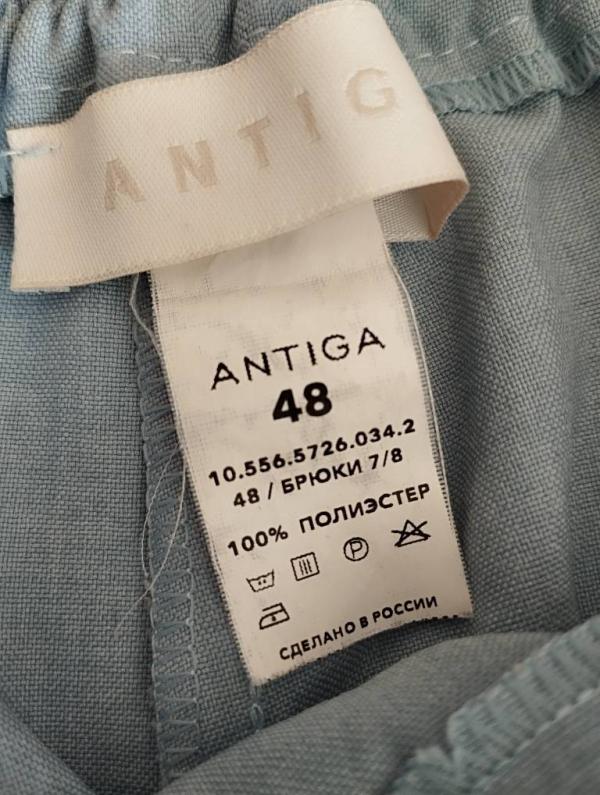 ANTIG
ANTIGA
48
10.556.5726.034.2
48 / БРЮКИ 7/8
100% ПОЛИЭСТЕР
P
СДЕЛАНО В РОССИИ